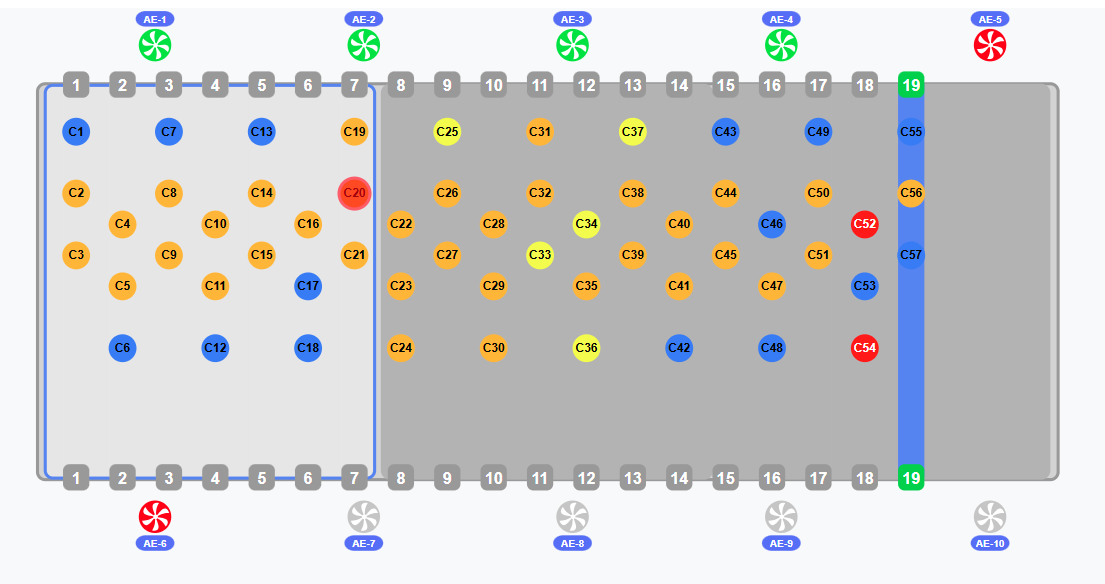 AE-1 AE-2 AE-3 AE-4 AE-5
1 2 3 4 5 6 7 8 9 10 11 12 13 14 15 16 17 18 19
C1 C7 C13 C19 C25 C31 C37 C43 C49 C55
C2 C8 C14 C20 C26 C32 C38 C44 C50 C56
C4 C10 C16 C22 C28 C34 C40 C46 C52
C3 C9 C15 C21 C27 C33 C39 C45 C51 C57
C5 C11 C17 C23 C29 C35 C41 C47 C53
C6 C12 C18 C24 C30 C36 C42 C48 C54
1 2 3 4 5 6 7 8 9 10 11 12 13 14 15 16 17 18 19
AE-6 AE-7 AE-8 AE-9 AE-10